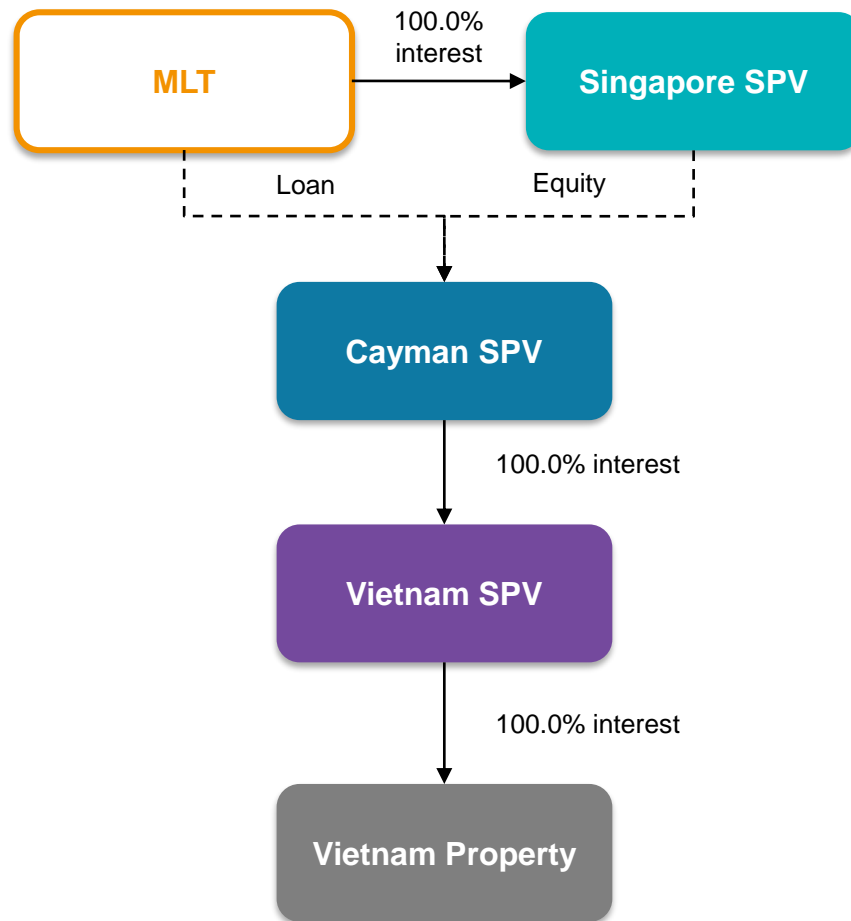 100.0%
interest
MLT
Singapore SPV
Loan
Equity
Cayman SPV
100.0% interest
Vietnam SPV
100.0% interest
Vietnam Property